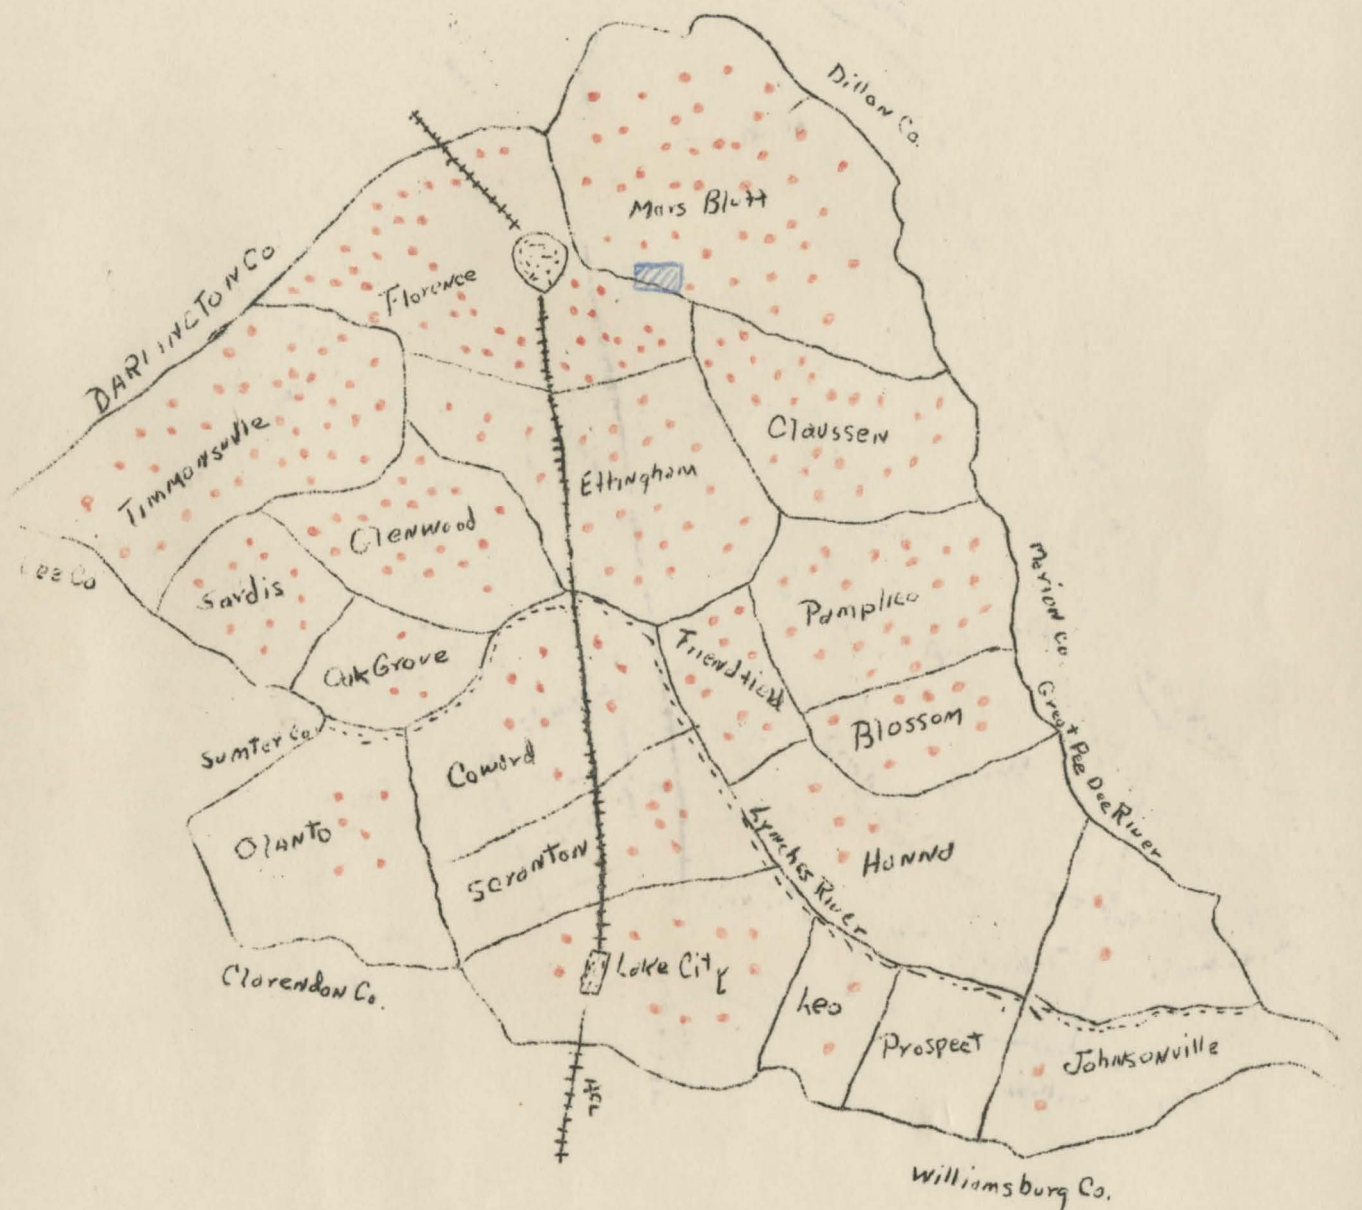 Dillon Co.
Mars Bluff
DARLINGTON Co
Florence
Timmonsville
Claussen
Effingham
Glenwood
Lee Co
Sardis
Pamplico
Marion Co.
Oak Grove
Friendfield
Great Pee Dee River
Sumter Co.
Blossom
Coward
Olanto
Scranton
Lynches River
Hanna
Lake City
Clarendon Co.
Leo
Prospect
Johnsonville
ACL
Williamsburg Co.